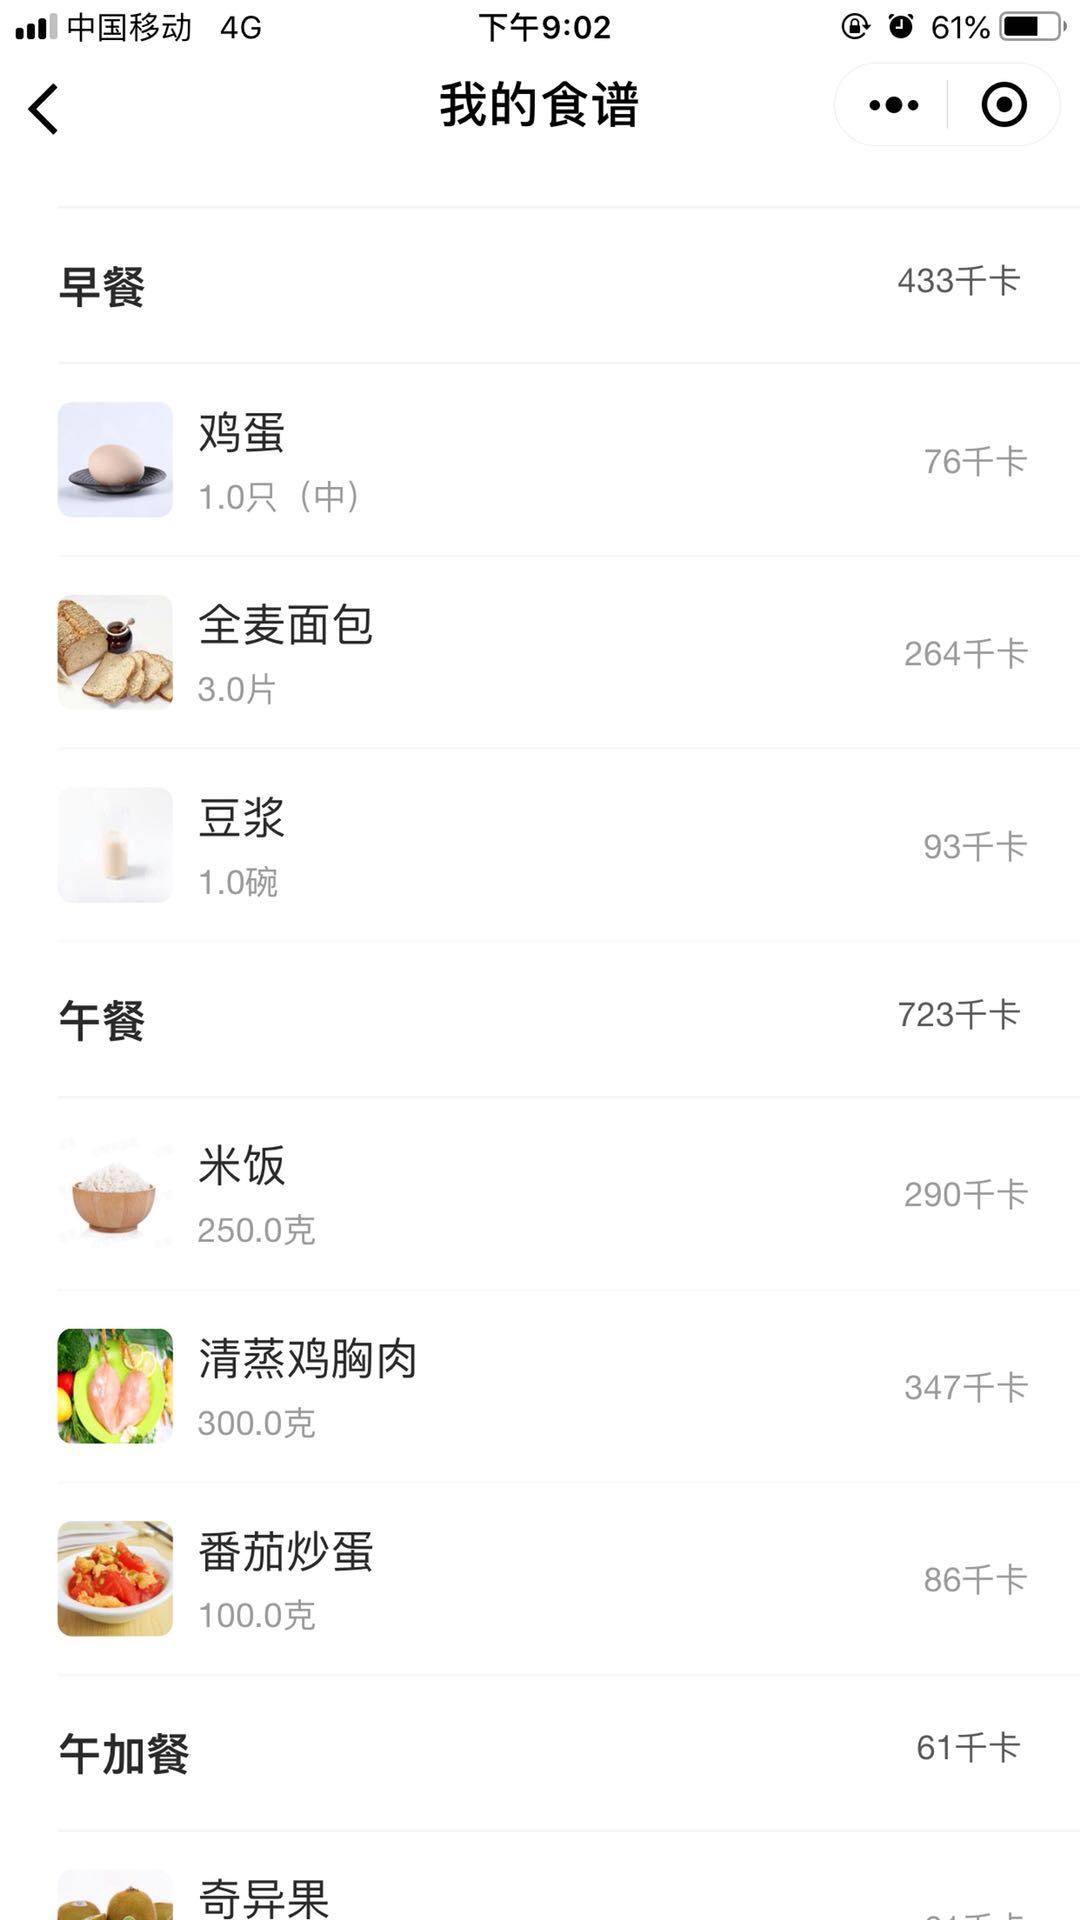 中国移动 4G 下午9:02 61%
我的食谱
早餐 433千卡
鸡蛋
1.0只（中） 76千卡
全麦面包
3.0片 264千卡
豆浆
1.0碗 93千卡
午餐 723千卡
米饭
250.0克 290千卡
清蒸鸡胸肉
300.0克 347千卡
番茄炒蛋
100.0克 86千卡
午加餐 61千卡
奇异果